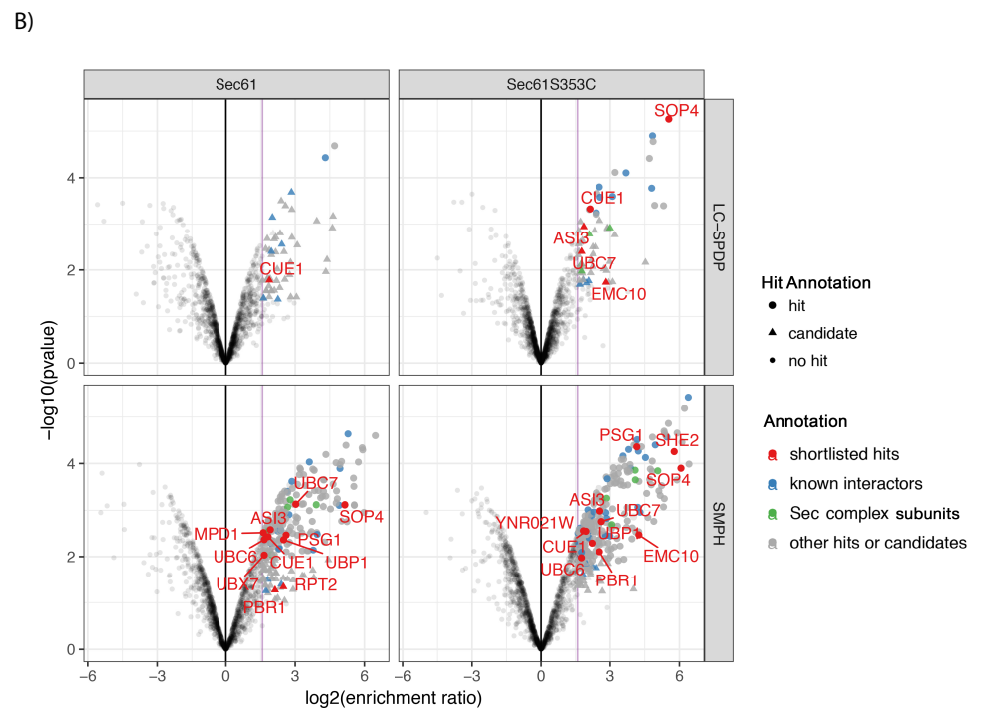 B)
Sec61
Sec61S353C
SOP4
CUE1
CUE1
ASI3
UBC7
EMC10
LC-SPDP
4
2
0
−log10(pvalue)
UBC7
ASI3
SOP4
MPD1
PSG1
UBC6
CUE1
UBP1
UBX7
RPT2
PBR1
PSG1
SHE2
SOP4
ASI3
UBC7
YNR021W
UBP1
CUE1
EMC10
UBC6
PBR1
SMPH
4
2
0
−6 −3 0 3 6
−6 −3 0 3 6
log2(enrichment ratio)
Hit Annotation
hit
candidate
no hit
Annotation
a shortlisted hits
a known interactors
a Sec complex subunits
a other hits or candidates